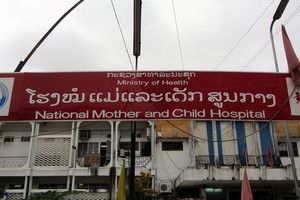 ກະຊວງສາທາລະນະສຸກ
Ministry of Health
ໂຮງໝໍ ແມ່ແລະເດັກ ສູນກາງ
National Mother and Child Hospital